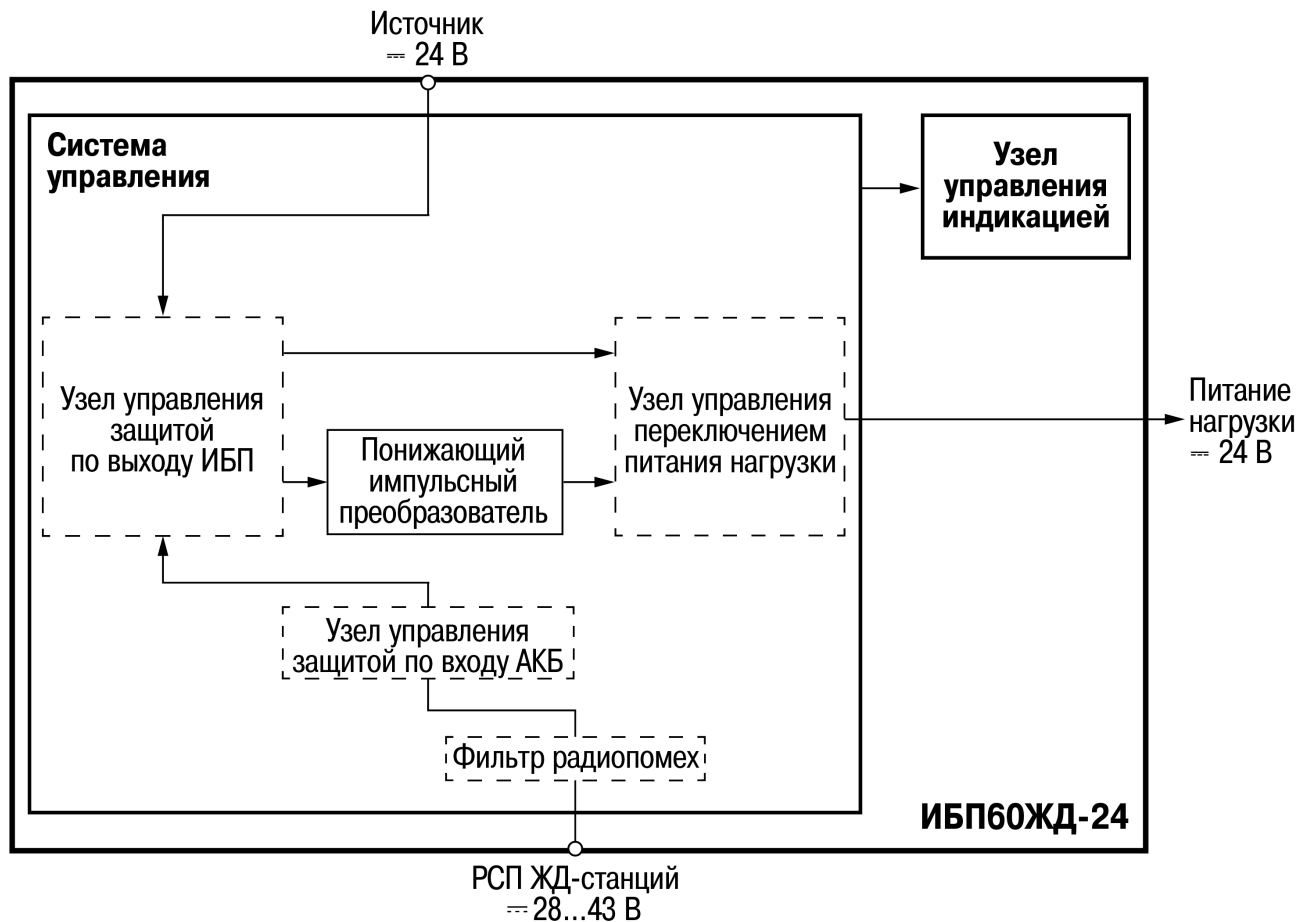 Источник
⎓ 24 В
Система
управления
Узел
управления
индикацией
Узел управления
защитой
по выходу ИБП
Понижающий
импульсный
преобразователь
Узел управления
переключением
питания нагрузки
Питание
нагрузки
⎓ 24 В
Узел управления
защитой по входу АКБ
Фильтр радиопомех
ИБП60ЖД-24
РСП ЖД-станций
⎓ 28...43 В